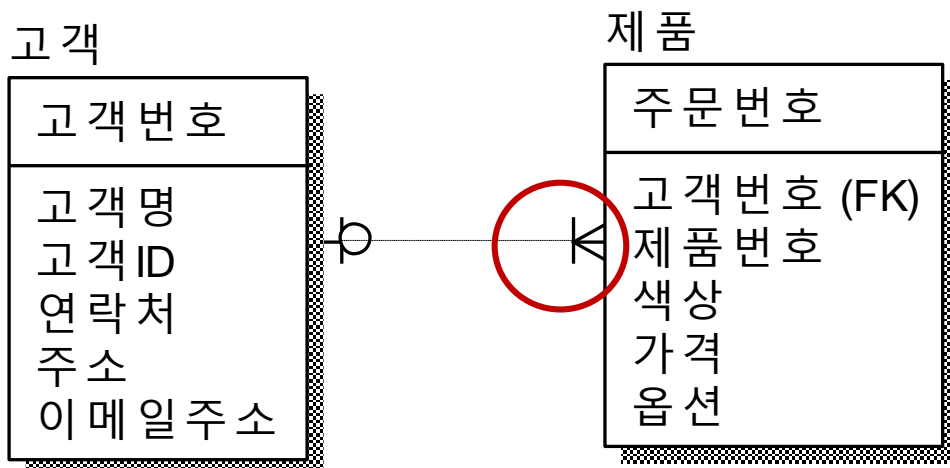 고객
고객번호
고객명
고객ID
연락처
주소
이메일주소
제품
주문번호
고객번호 (FK)
제품번호
색상
가격
옵션